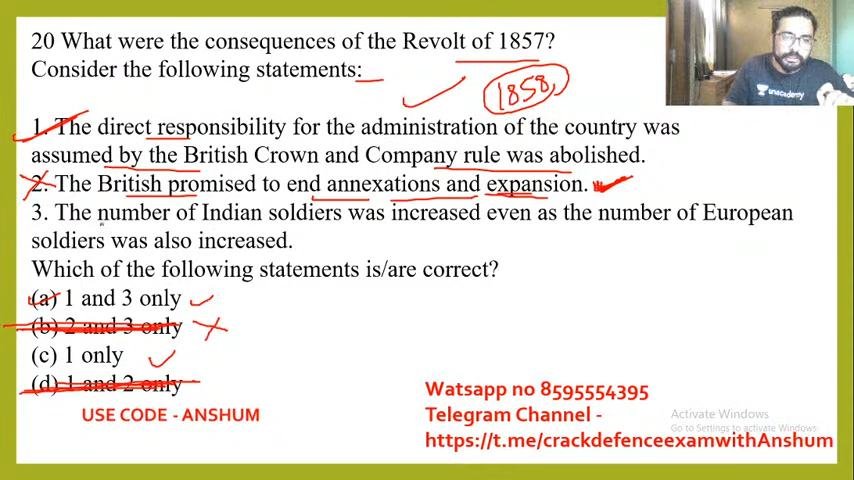 20 What were the consequences of the Revolt of 1857?
Consider the following statements:
1858,
1. The direct responsibility for the administration of the country was
assumed by the British Crown and Company rule was abolished.
2. The British promised to end annexations and expansion.
3. The number of Indian soldiers was increased even as the number of European
soldiers was also increased.
Which of the following statements is/are correct?
(a) 1 and 3 only
(b) 2 and 3 only
(c) 1 only
(d) 1 and 2 only
USE CODE - ANSHUM
Watsapp no 8595554395
Telegram Channel -
https://t.me/crackdefenceexamwithAnshum
Activate Windows
Go to Settings to activate Windows.
unacademy